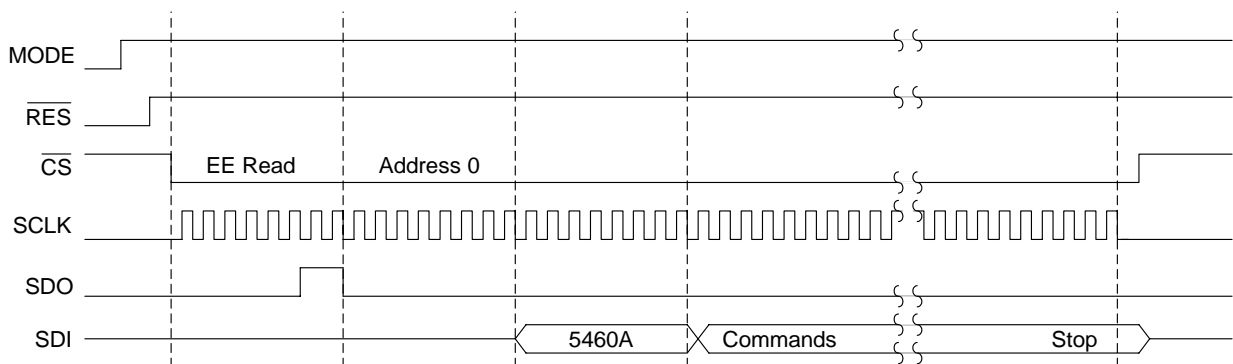 MODE
RES
CS
EE Read
Address 0
SCLK
SDO
SDI
5460A
Commands
Stop